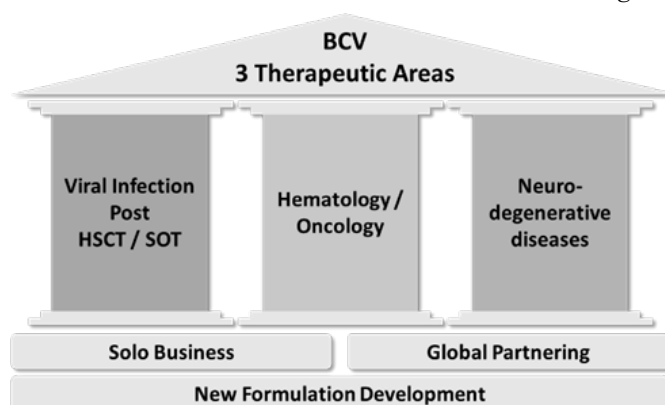 BCV
3 Therapeutic Areas
Viral Infection
Post
HSCT / SOT
Hematology /
Oncology
Neuro-
degenerative
diseases
Solo Business
Global Partnering
New Formulation Development